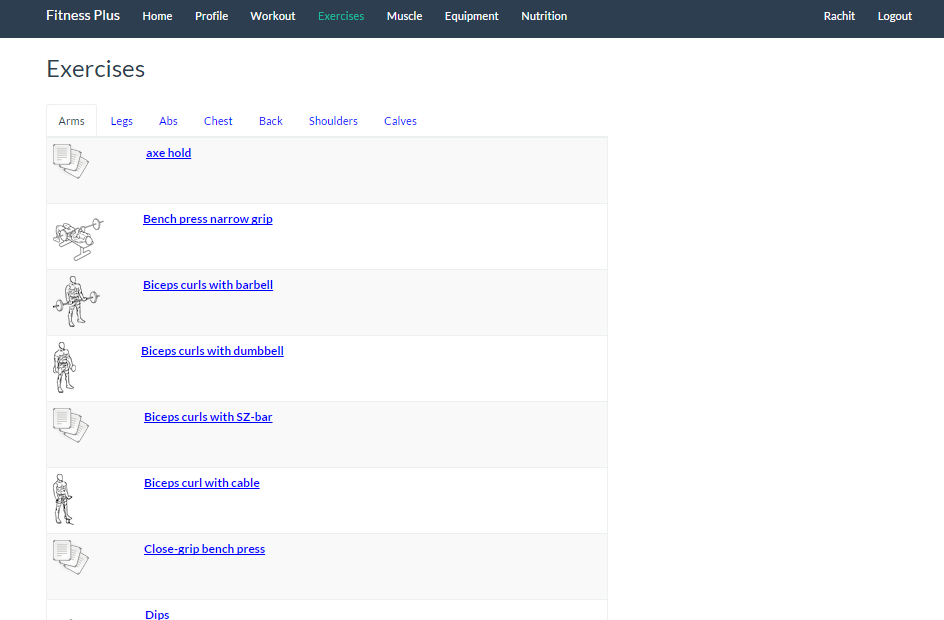 Fitness Plus Home Profile Workout Exercises Muscle Equipment Nutrition Rachit Logout
Exercises
Arms Legs Abs Chest Back Shoulders Calves
axe hold
Bench press narrow grip
Biceps curls with barbell
Biceps curls with dumbbell
Biceps curls with SZ-bar
Biceps curl with cable
Close-grip bench press
Dips